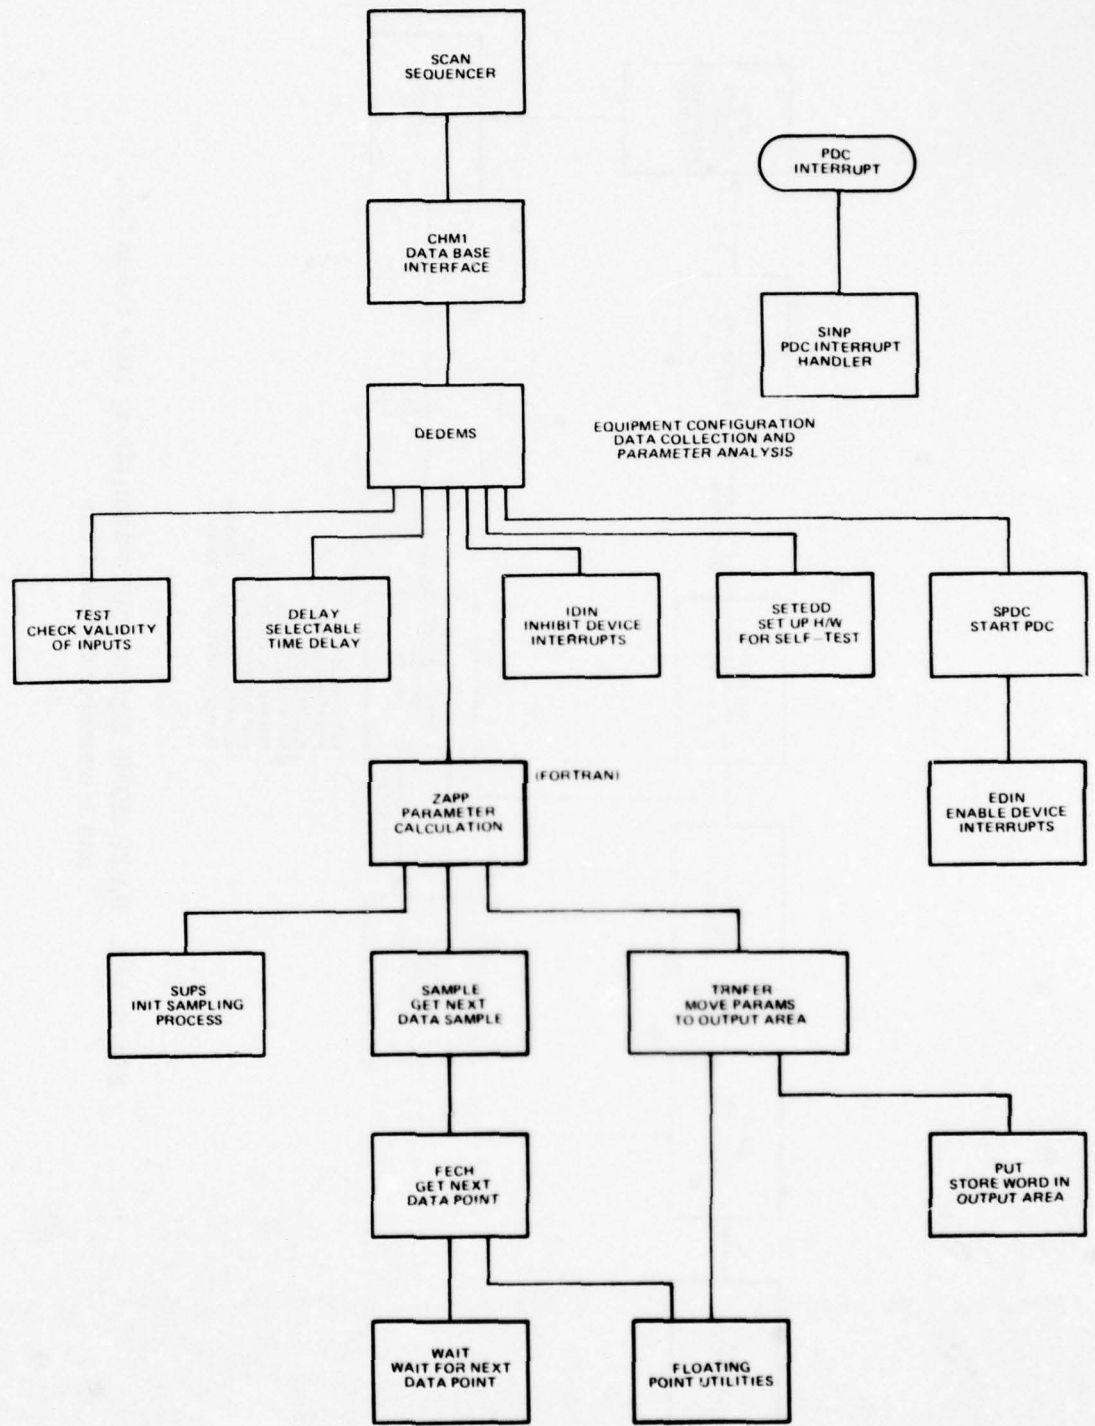 SCAN
SEQUENCER
PDC
INTERRUPT
CHM1
DATA BASE
INTERFACE
SINP
PDC INTERRUPT
HANDLER
DEDEMS
EQUIPMENT CONFIGURATION
DATA COLLECTION AND
PARAMETER ANALYSIS
TEST
CHECK VALIDITY
OF INPUTS
DELAY
SELECTABLE
TIME DELAY
IDIN
INHIBIT DEVICE
INTERRUPTS
SETEDD
SET UP H/W
FOR SELF-TEST
SPDC
START PDC
ZAPP
PARAMETER
CALCULATION
(FORTRAN)
EDIN
ENABLE DEVICE
INTERRUPTS
SUPS
INIT SAMPLING
PROCESS
SAMPLE
GET NEXT
DATA SAMPLE
TRNFER
MOVE PARAMS
TO OUTPUT AREA
FECH
GET NEXT
DATA POINT
PUT
STORE WORD IN
OUTPUT AREA
WAIT
WAIT FOR NEXT
DATA POINT
FLOATING
POINT UTILITIES